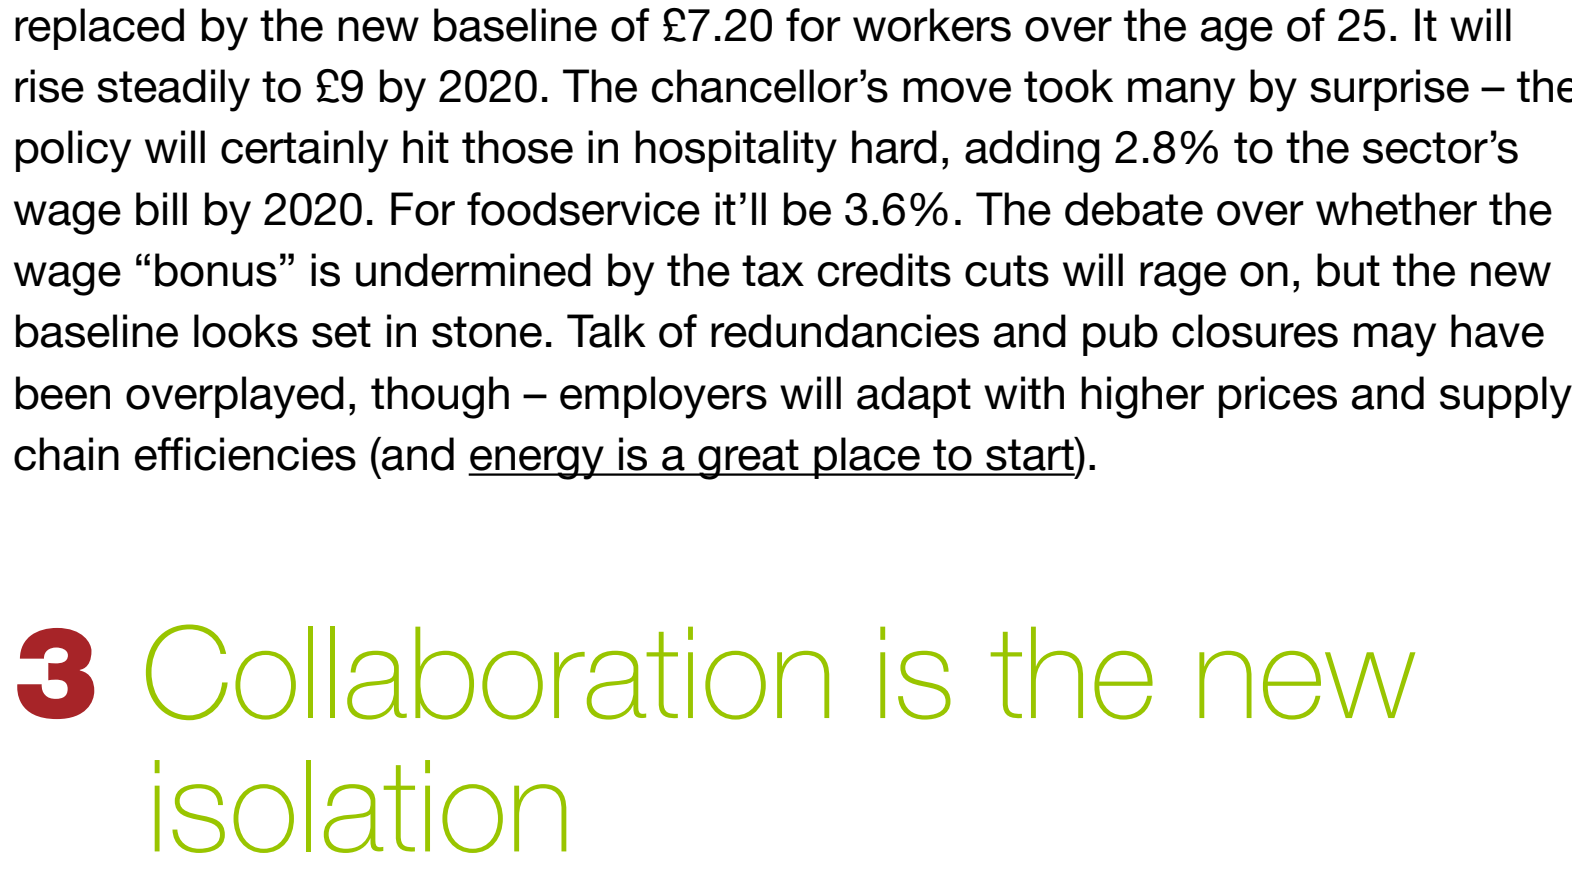 replaced by the new baseline of £7.20 for workers over the age of 25. It will
rise steadily to £9 by 2020. The chancellor’s move took many by surprise – the
policy will certainly hit those in hospitality hard, adding 2.8% to the sector’s
wage bill by 2020. For foodservice it’ll be 3.6%. The debate over whether the
wage “bonus” is undermined by the tax credits cuts will rage on, but the new
baseline looks set in stone. Talk of redundancies and pub closures may have
been overplayed, though – employers will adapt with higher prices and supply
chain efficiencies (and energy is a great place to start).
3 Collaboration is the new
isolation